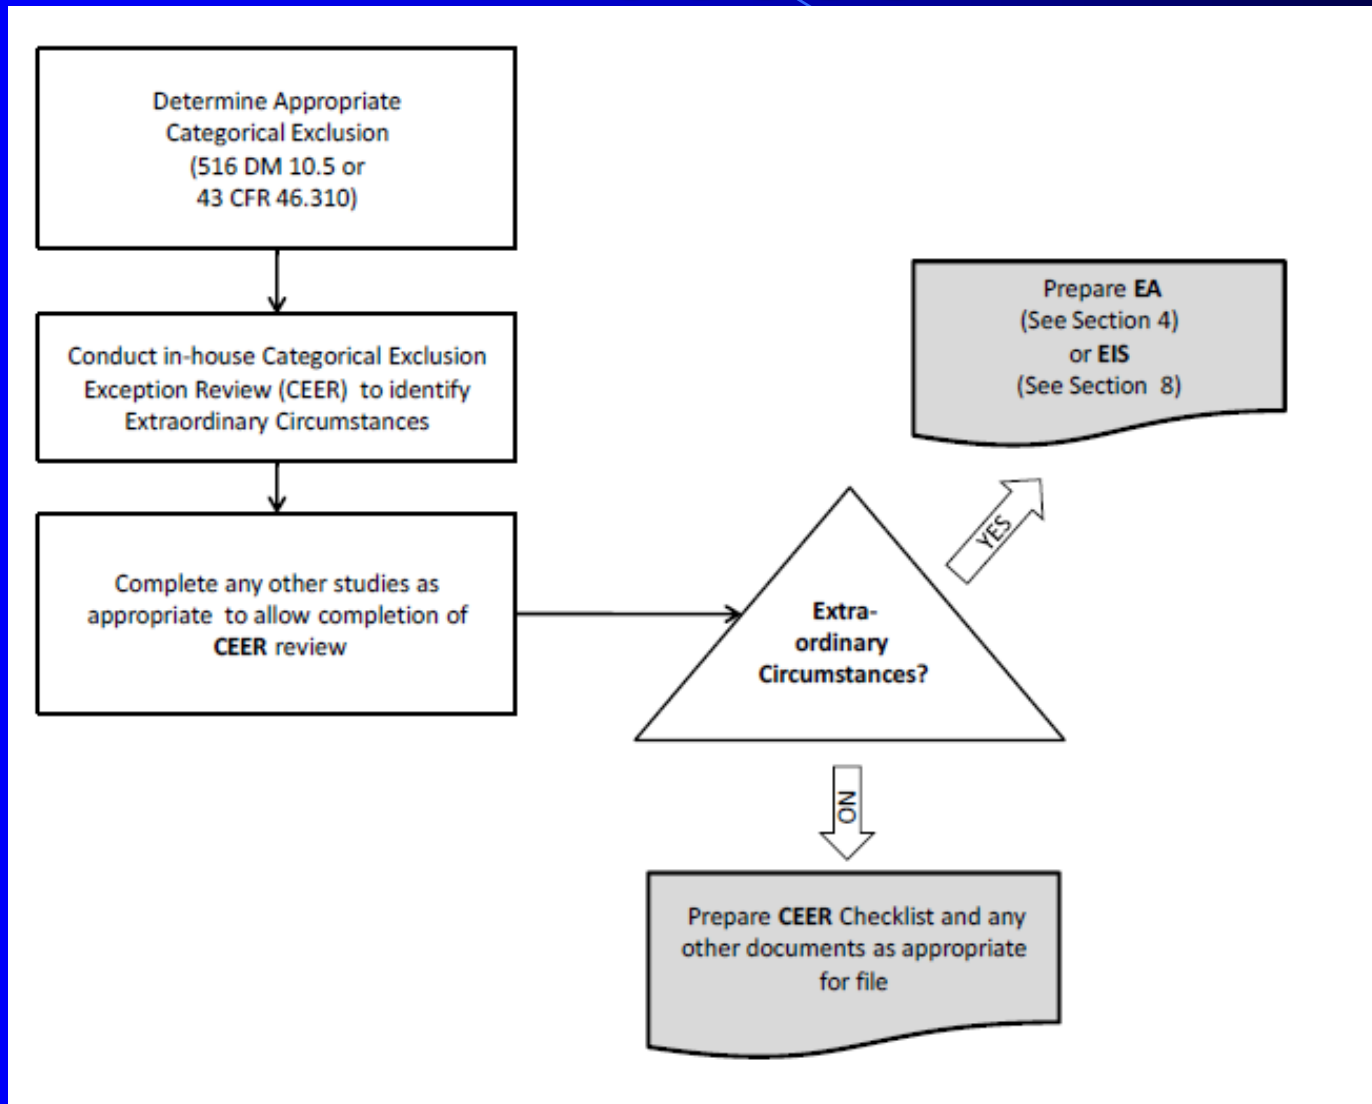 Determine Appropriate
Categorical Exclusion
(516 DM 10.5 or
43 CFR 46.310)
Conduct in-house Categorical Exclusion
Exception Review (CEER) to identify
Extraordinary Circumstances
Complete any other studies as
appropriate to allow completion of
CEER review
Extra-
ordinary
Circumstances?
YES
Prepare EA
(See Section 4)
or EIS
(See Section 8)
NO
Prepare CEER Checklist and any
other documents as appropriate
for file